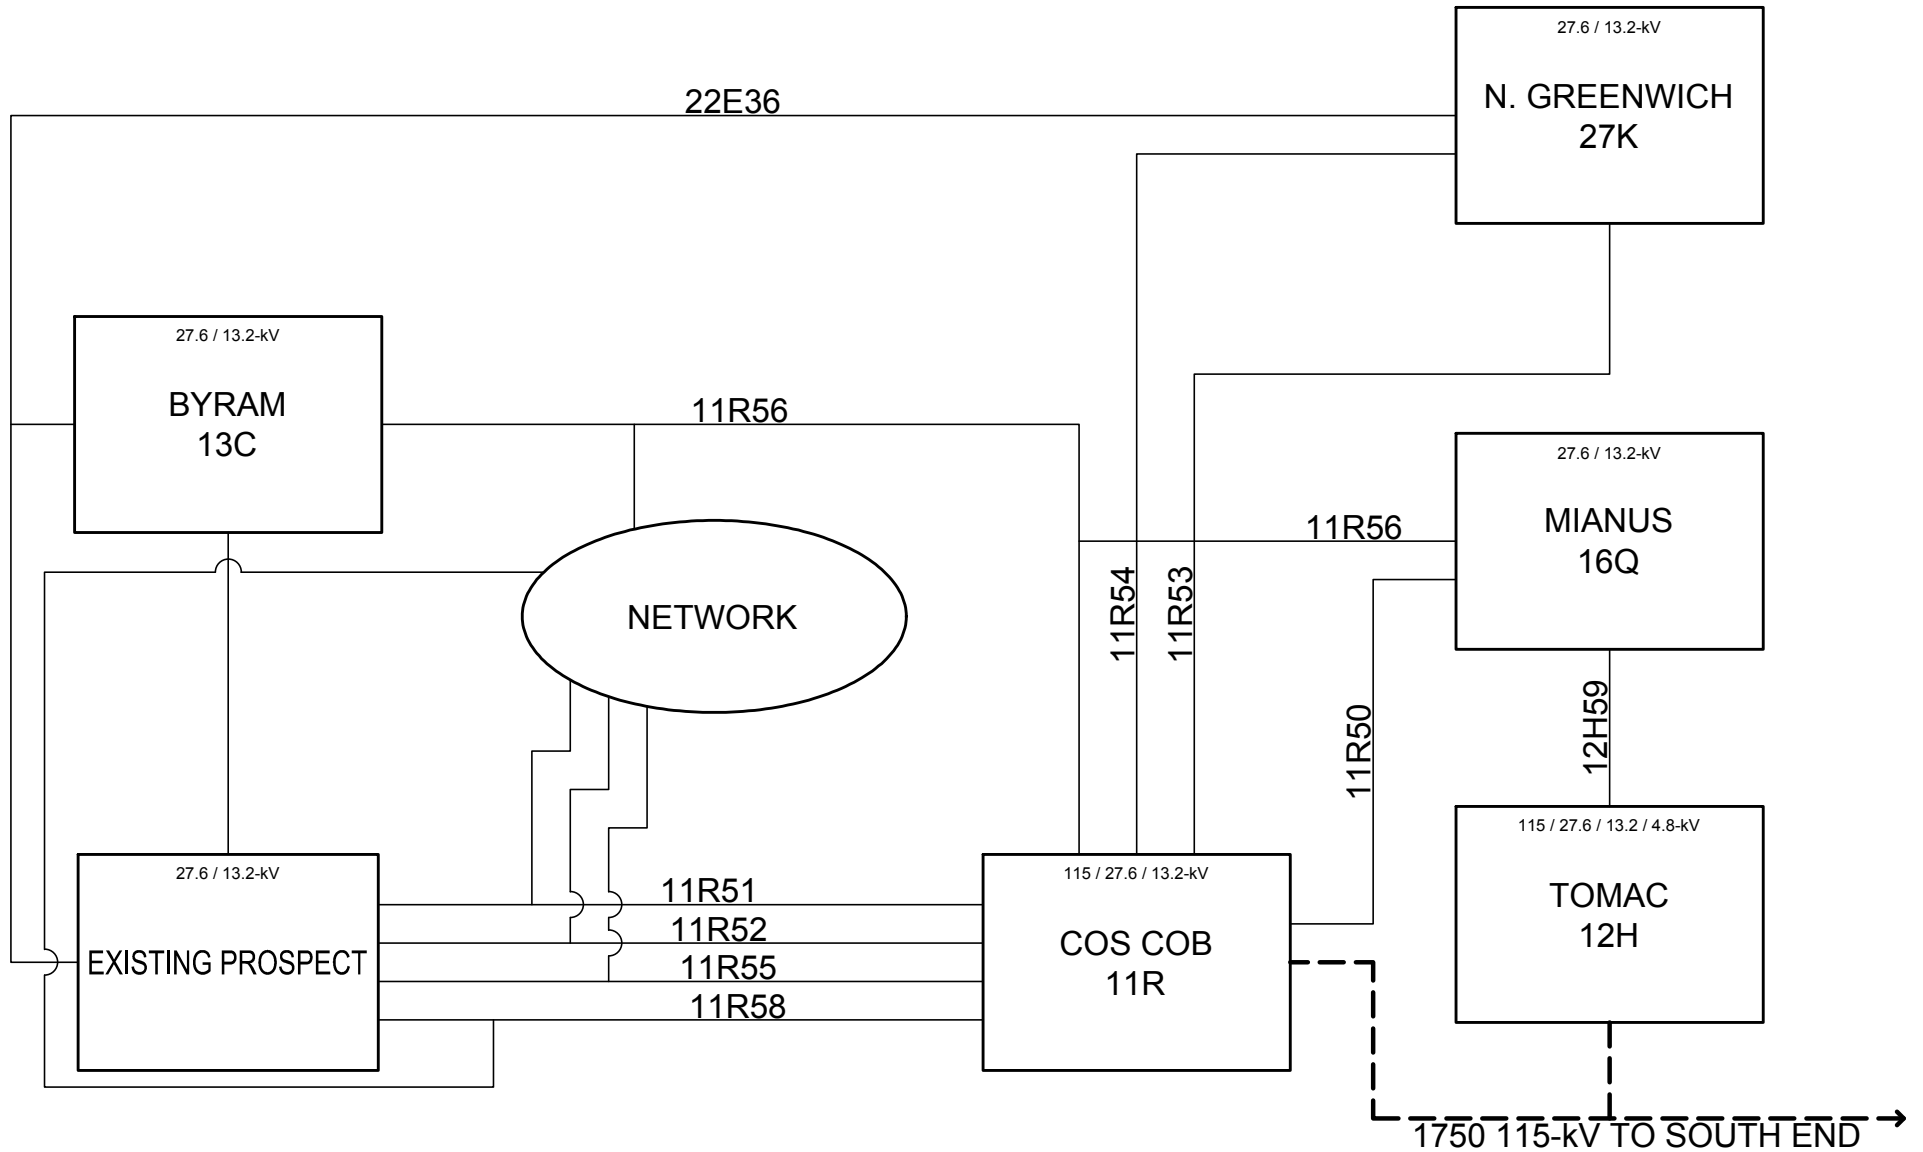 27.6 / 13.2-kV
N. GREENWICH
27K
22E36
27.6 / 13.2-kV
BYRAM
13C
11R56
27.6 / 13.2-kV
MIANUS
16Q
11R56
NETWORK
11R54
11R53
11R50
12H59
115 / 27.6 / 13.2 / 4.8-kV
TOMAC
12H
27.6 / 13.2-kV
EXISTING PROSPECT
11R51
11R52
11R55
11R58
115 / 27.6 / 13.2-kV
COS COB
11R
1750 115-kV TO SOUTH END